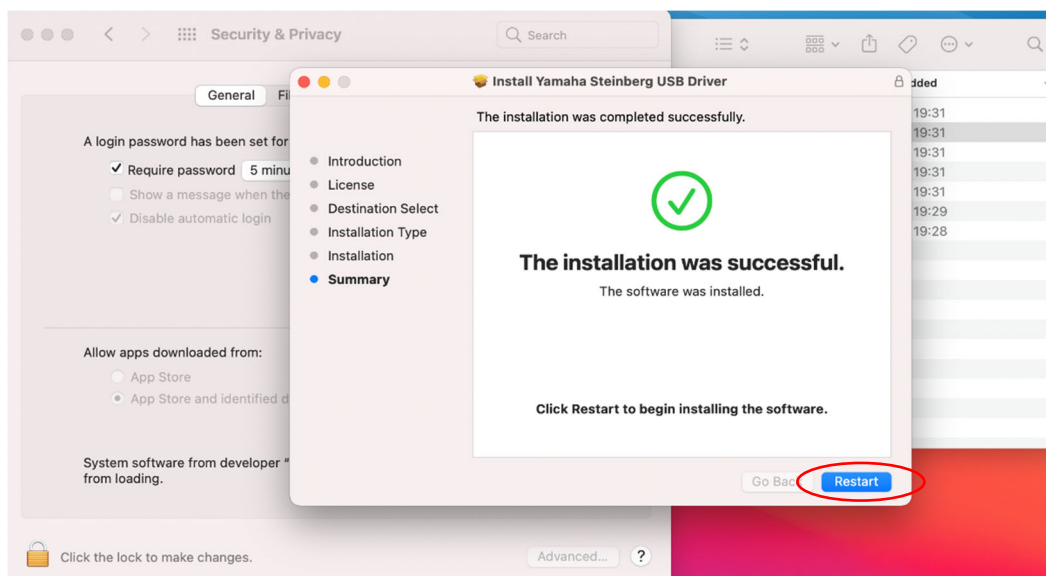 Security & Privacy
Search
General
A login password has been set for
Require password 5 minu
Show a message when the
Disable automatic login
Allow apps downloaded from:
App Store
App Store and identified d
System software from developer "
from loading.
Click the lock to make changes.
Advanced...
?
Install Yamaha Steinberg USB Driver
The installation was completed successfully.
Introduction
License
Destination Select
Installation Type
Installation
Summary
The installation was successful.
The software was installed.
Click Restart to begin installing the software.
Go Bac
Restart
dded
19:31
19:31
19:31
19:31
19:31
19:29
19:28